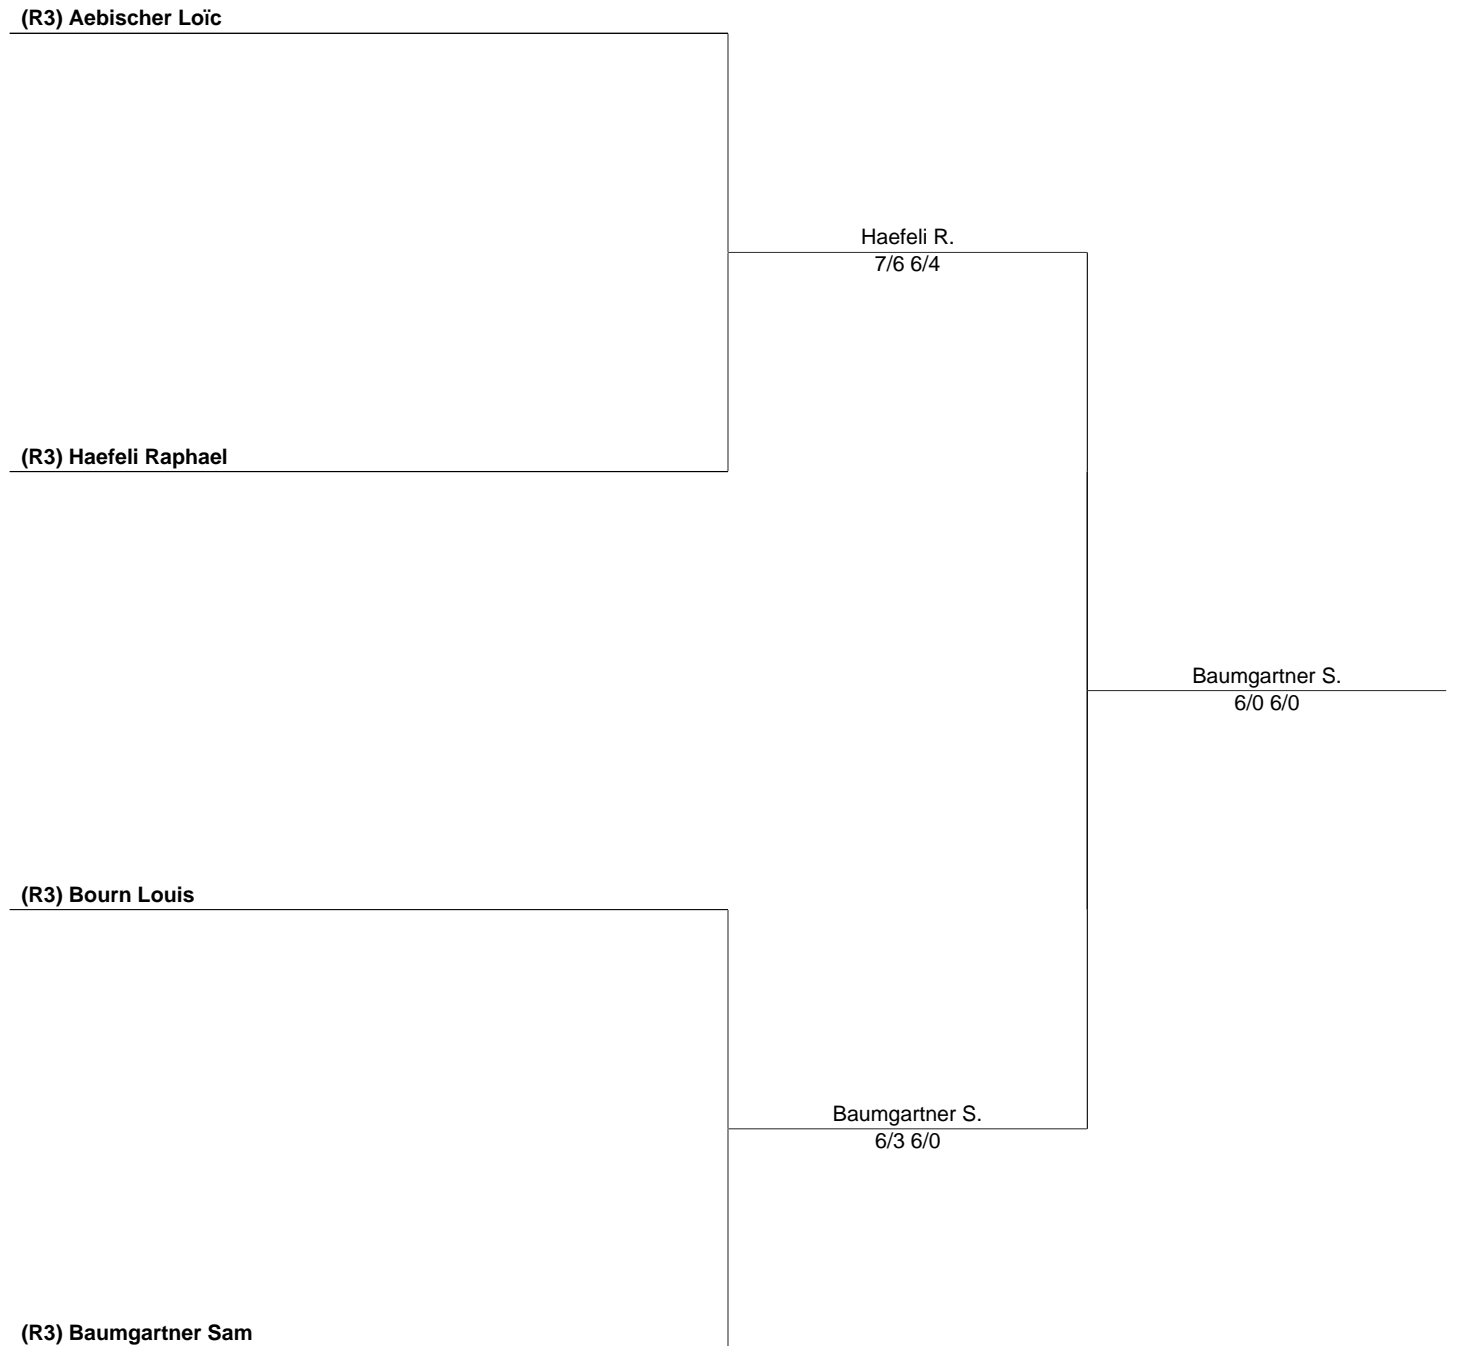 (R3) Aebischer Loïc
Haefeli R.
7/6 6/4
(R3) Haefeli Raphael
Baumgartner S.
6/0 6/0
(R3) Bourn Louis
Baumgartner S.
6/3 6/0
(R3) Baumgartner Sam